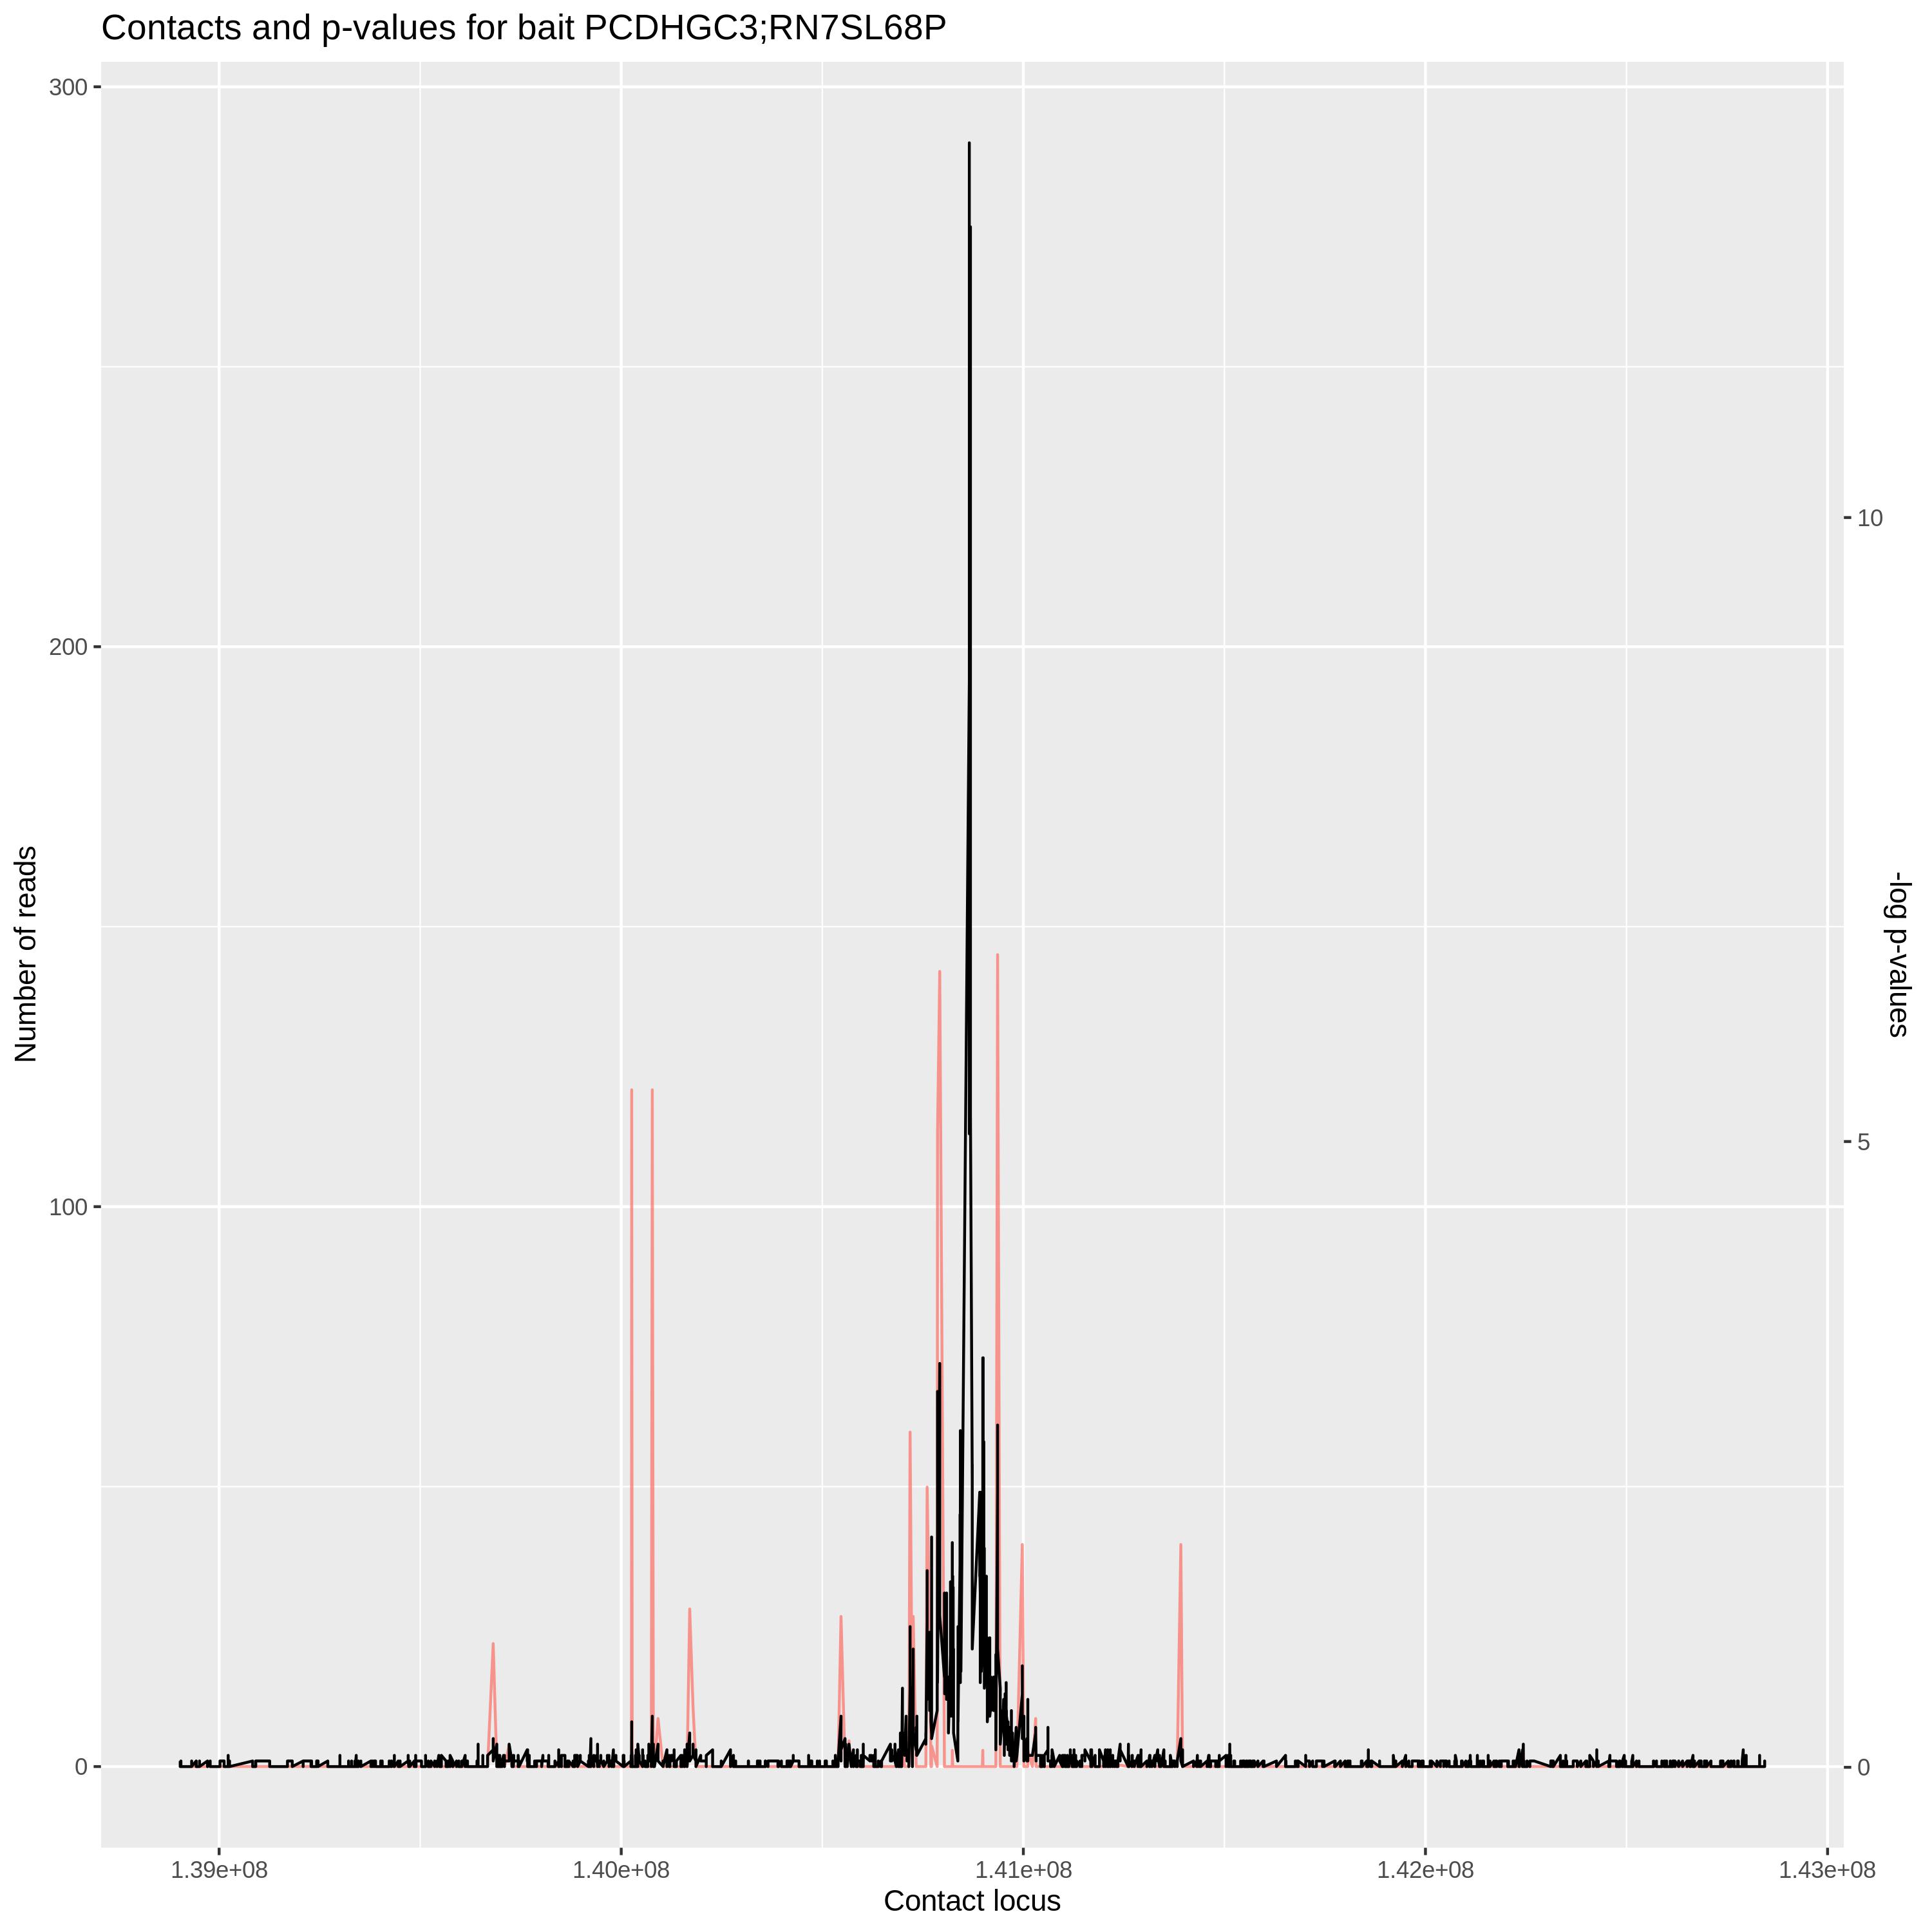 Contacts and p-values for bait PCDHGC3;RN7SL68P
300
200
100
0
Number of reads
10
5
0
-log p-values
1.39e+08
1.40e+08
1.41e+08
1.42e+08
1.43e+08
Contact locus